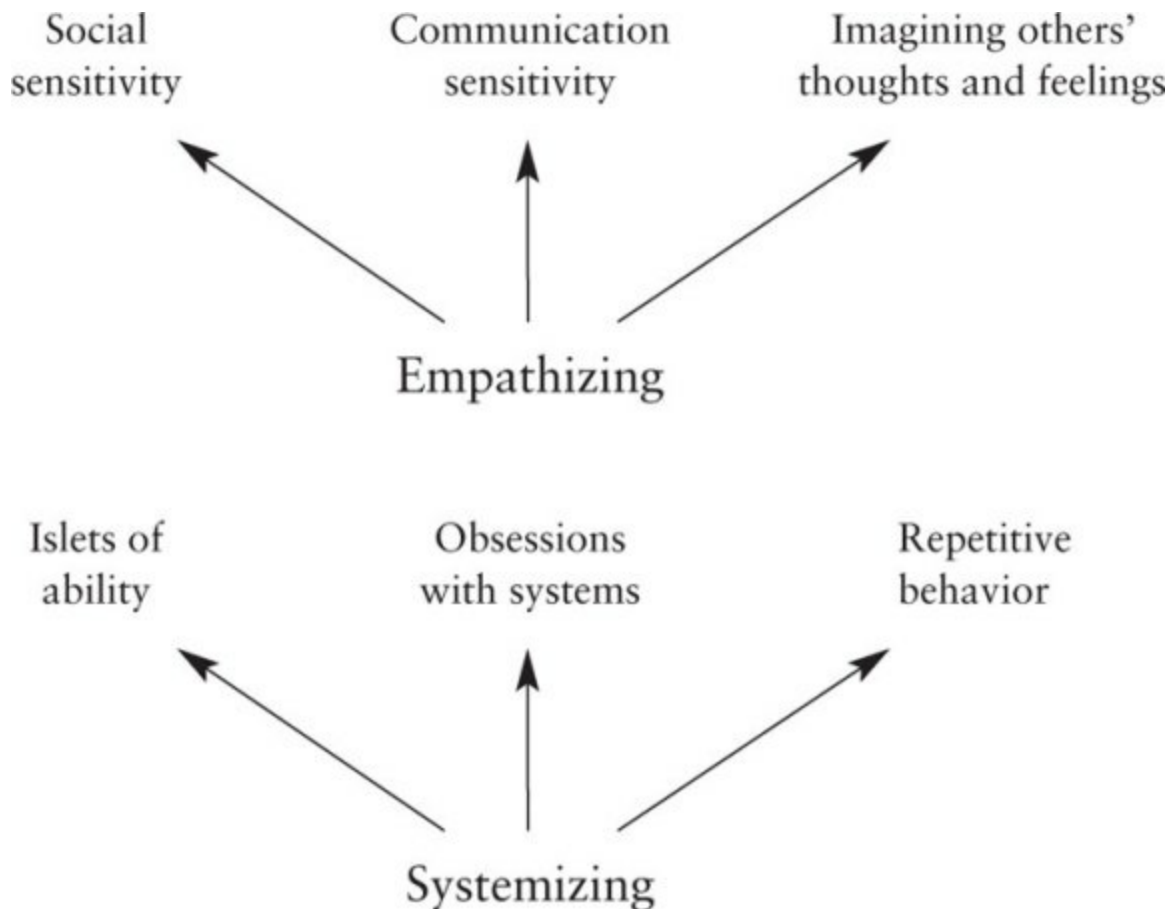 Social
sensitivity
Communication
sensitivity
Imagining others’
thoughts and feelings
Empathizing
Islets of
ability
Obsessions
with systems
Repetitive
behavior
Systemizing